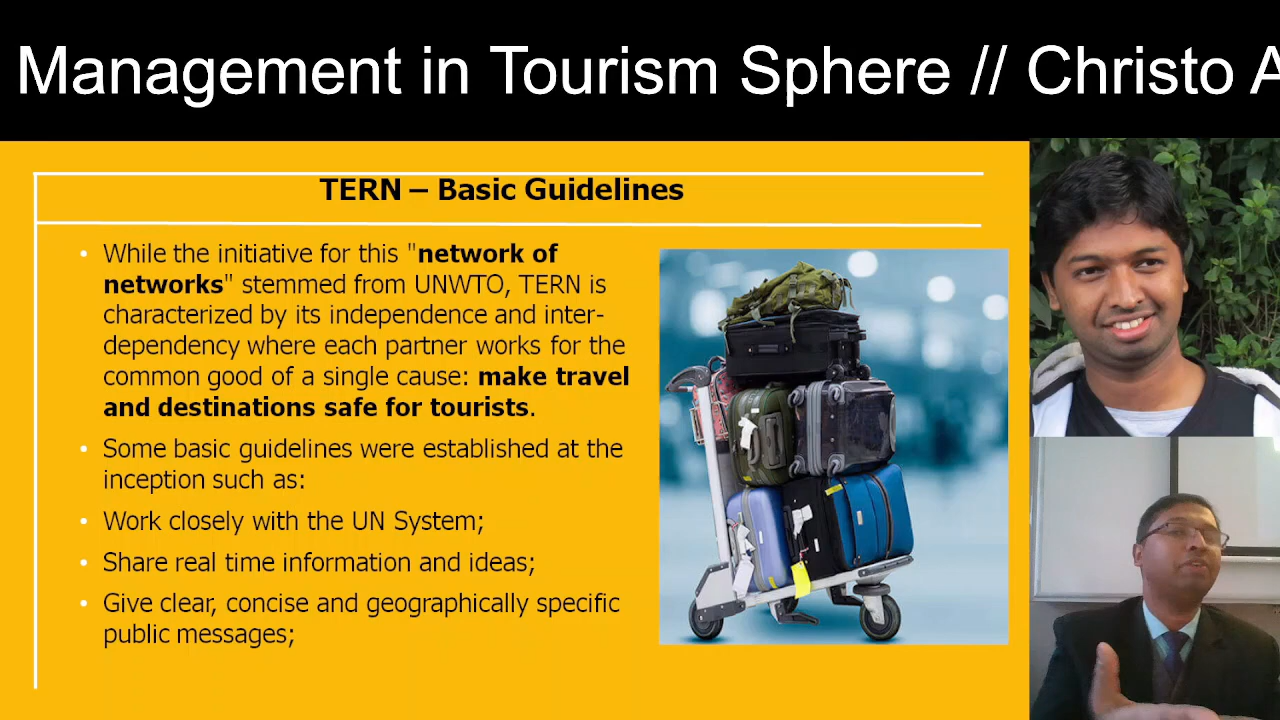 Management in Tourism Sphere // Christo A
TERN – Basic Guidelines
• While the initiative for this "network of
networks" stemmed from UNWTO, TERN is
characterized by its independence and inter-
dependency where each partner works for the
common good of a single cause: make travel
and destinations safe for tourists.
• Some basic guidelines were established at the
inception such as:
• Work closely with the UN System;
• Share real time information and ideas;
• Give clear, concise and geographically specific
public messages;